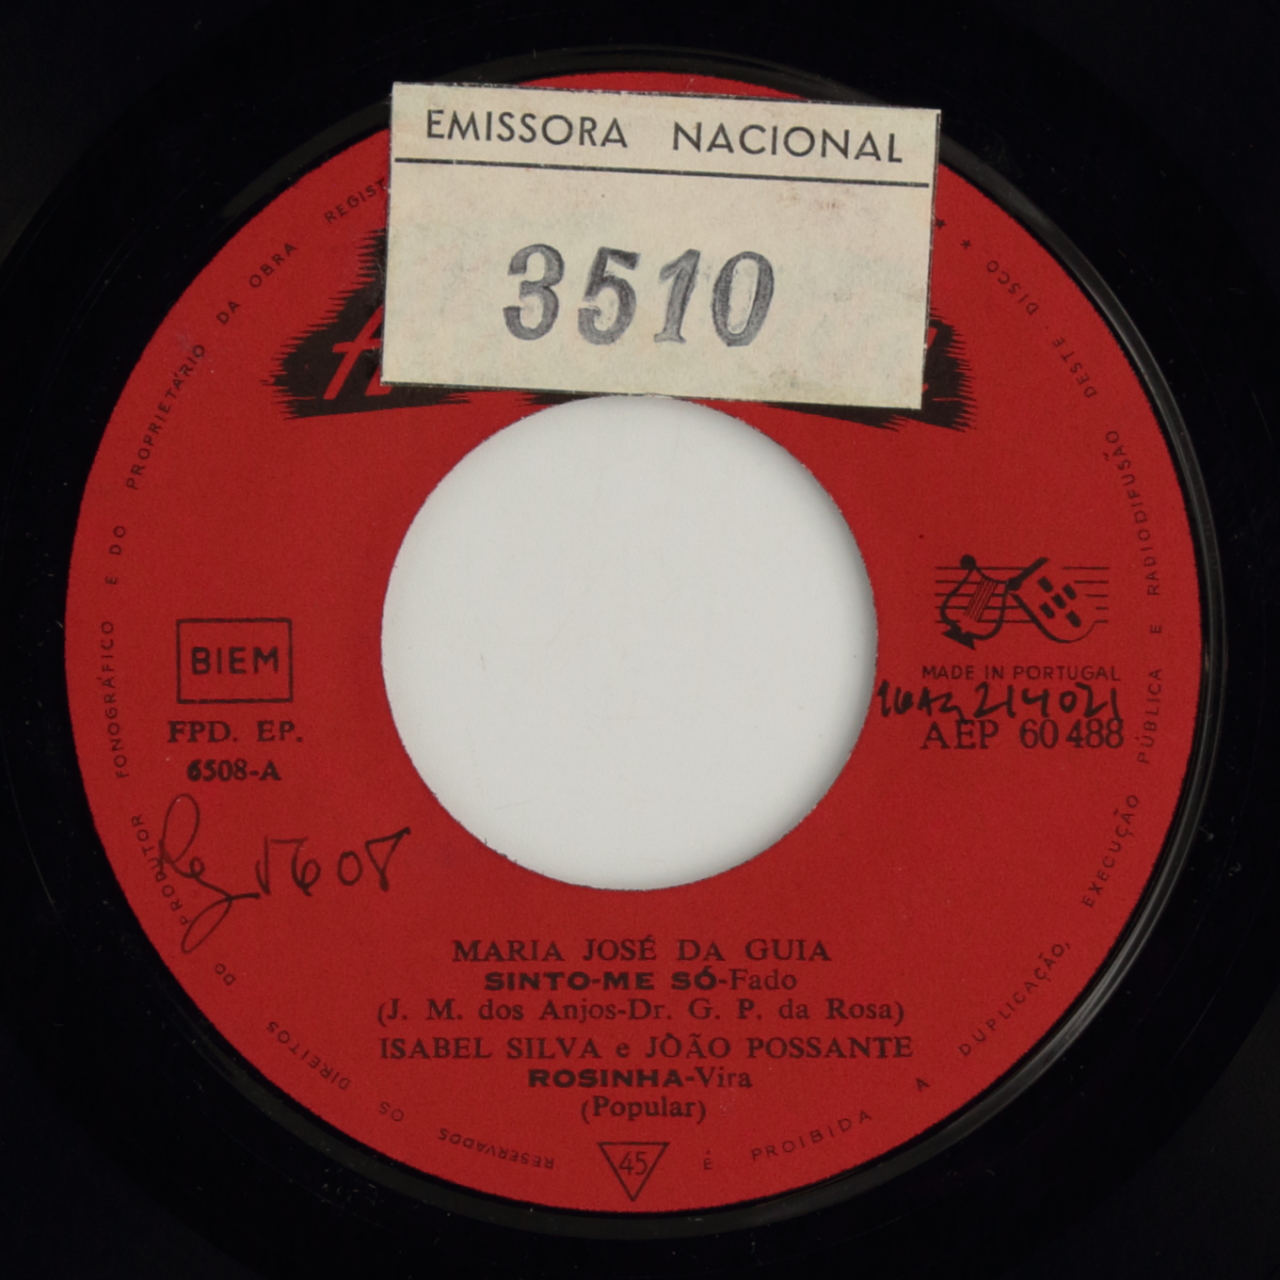 EMISSORA NACIONAL
3510
BIEM
FPD. EP.
6508-A
MADE IN PORTUGAL
214021
AEP 60 488
MARIA JOSÉ DA GUIA
SINTO-ME SÓ-Fado
(J. M. dos Anjos-Dr. G. P. da Rosa)
ISABEL SILVA e JOÃO POSSANTE
ROSINHA-Vira
(Popular)
45
RESERVADOS OS DIREITOS DO PRODUTOR FONOGRÁFICO E DO PROPRIETÁRIO DA OBRA REGIST
É PROIBIDA A DUPLICAÇÃO, EXECUÇÃO PÚBLICA E RADIODIFUSÃO DESTE DISCO